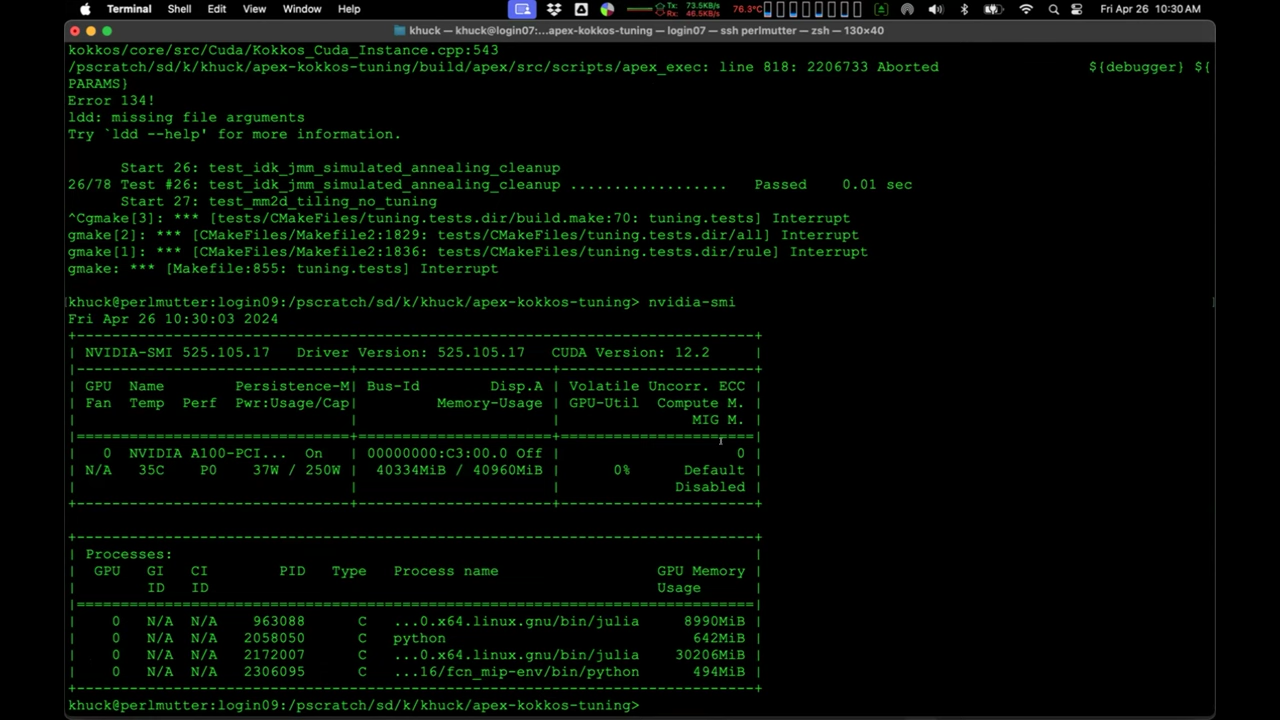 Terminal Shell Edit View Window Help Tx: 73.5KB/s Rx: 46.5KB/s 76.3°C Fri Apr 26 10:30 AM
khuck — khuck@login07:...apex-kokkos-tuning — login07 — ssh perlmutter — zsh — 130×40
kokkos/core/src/Cuda/Kokkos_Cuda_Instance.cpp:543
/pscratch/sd/k/khuck/apex-kokkos-tuning/build/apex/src/scripts/apex_exec: line 818: 2206733 Aborted ${debugger} ${
PARAMS}
Error 134!
ldd: missing file arguments
Try `ldd --help' for more information.
Start 26: test_idk_jmm_simulated_annealing_cleanup
26/78 Test #26: test_idk_jmm_simulated_annealing_cleanup ................... Passed 0.01 sec
Start 27: test_mm2d_tiling_no_tuning
^Cgmake[3]: *** [tests/CMakeFiles/tuning.tests.dir/build.make:70: tuning.tests] Interrupt
gmake[2]: *** [CMakeFiles/Makefile2:1829: tests/CMakeFiles/tuning.tests.dir/all] Interrupt
gmake[1]: *** [CMakeFiles/Makefile2:1836: tests/CMakeFiles/tuning.tests.dir/rule] Interrupt
gmake: *** [Makefile:855: tuning.tests] Interrupt
khuck@perlmutter:login09:/pscratch/sd/k/khuck/apex-kokkos-tuning> nvidia-smi
Fri Apr 26 10:30:03 2024
+-----------------------------------------------------------------------------+
| NVIDIA-SMI 525.105.17 Driver Version: 525.105.17 CUDA Version: 12.2 |
|-------------------------------+----------------------+----------------------+
| GPU Name Persistence-M| Bus-Id Disp.A | Volatile Uncorr. ECC |
| Fan Temp Perf Pwr:Usage/Cap| Memory-Usage | GPU-Util Compute M. |
| | | MIG M. |
|===============================+======================+======================|
| 0 NVIDIA A100-PCI... On | 00000000:C3:00.0 Off | 0 |
| N/A 35C P0 37W / 250W | 40334MiB / 40960MiB | 0% Default |
| | | Disabled |
+-------------------------------+----------------------+----------------------+
+-----------------------------------------------------------------------------+
| Processes: |
| GPU GI CI PID Type Process name GPU Memory |
| ID ID Usage |
|=============================================================================|
| 0 N/A N/A 963088 C ...0.x64.linux.gnu/bin/julia 8990MiB |
| 0 N/A N/A 2058050 C python 642MiB |
| 0 N/A N/A 2172007 C ...0.x64.linux.gnu/bin/julia 30206MiB |
| 0 N/A N/A 2306095 C ...16/fcn_mip-env/bin/python 494MiB |
+-----------------------------------------------------------------------------+
khuck@perlmutter:login09:/pscratch/sd/k/khuck/apex-kokkos-tuning>